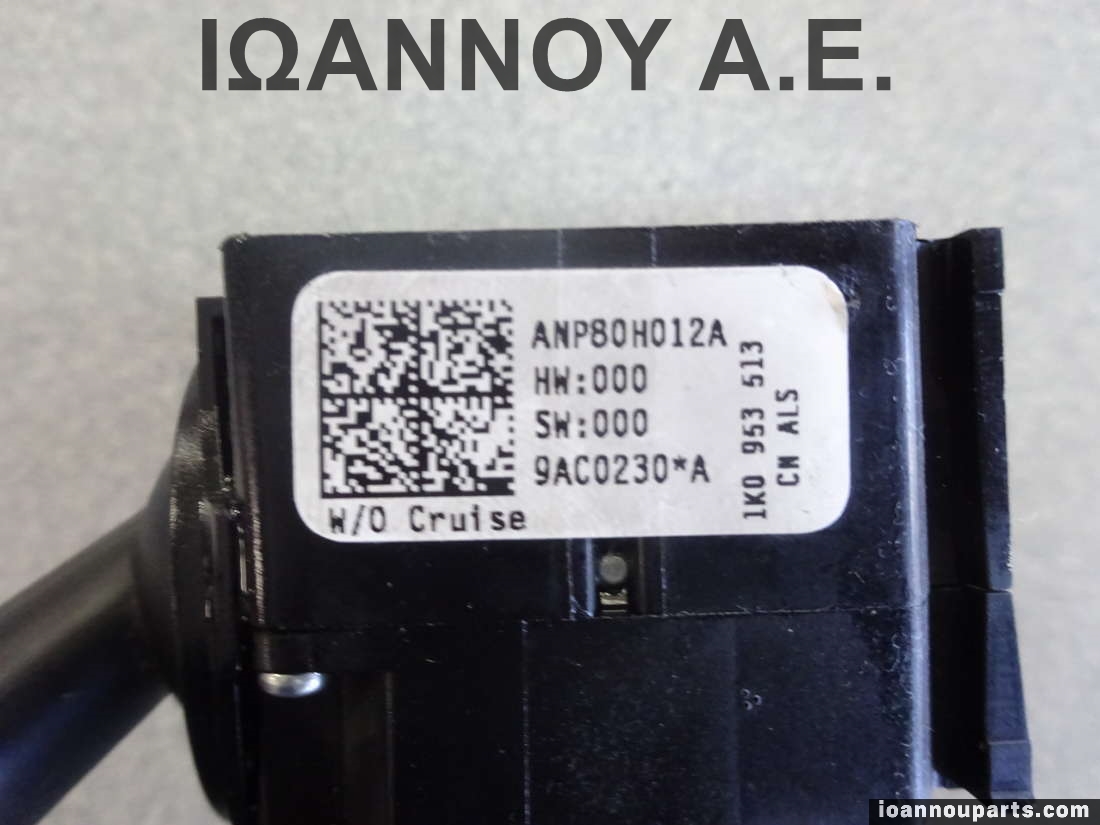 ΙΩΑΝΝΟΥ Α.Ε.
ANP80H012A
HW:000
SW:000
9AC0230*A
W/O Cruise
1K0 953 513
CN ALS
ioannouparts.com